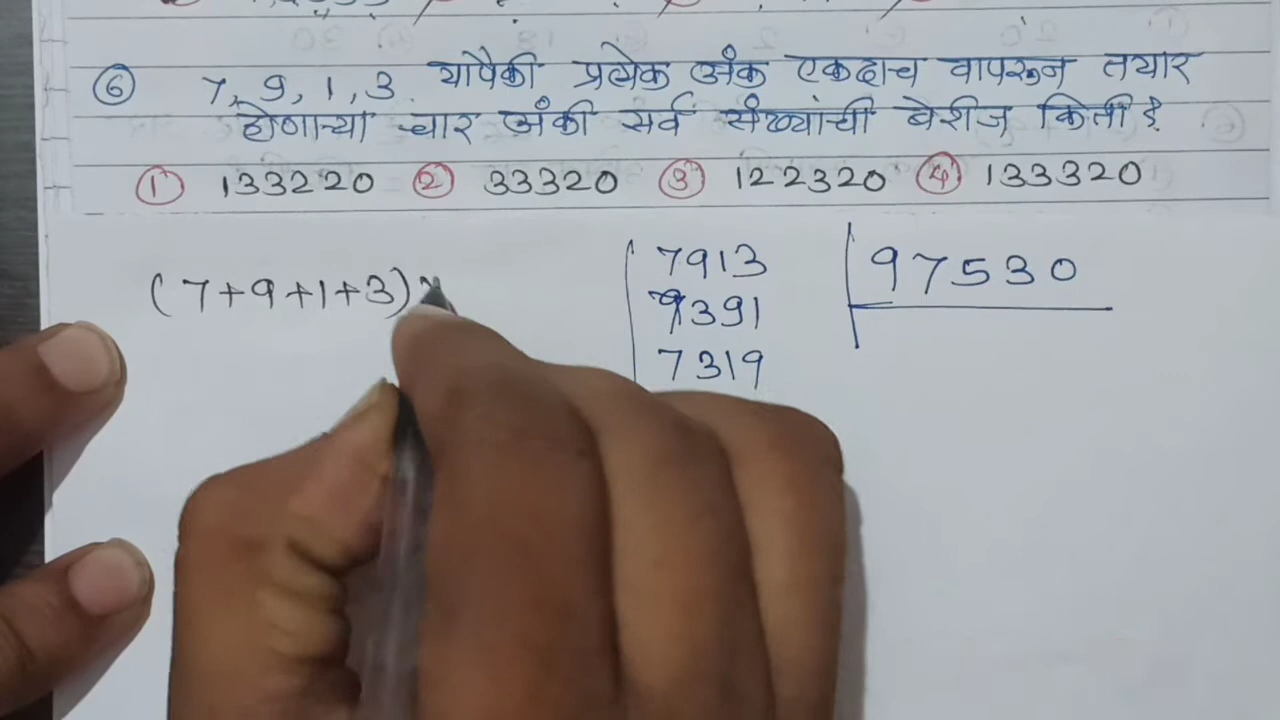 ⑥ 7, 9, 1, 3. यापैकी प्रत्येक अंक एकदाच वापरून तयार
होणाऱ्या चार अंकी सर्व संख्यांची बेरीज किती ?
① 133220 ② 33320 ③ 122320 ④ 133320
(7+9+1+3)×
7913
9391
7319
97530